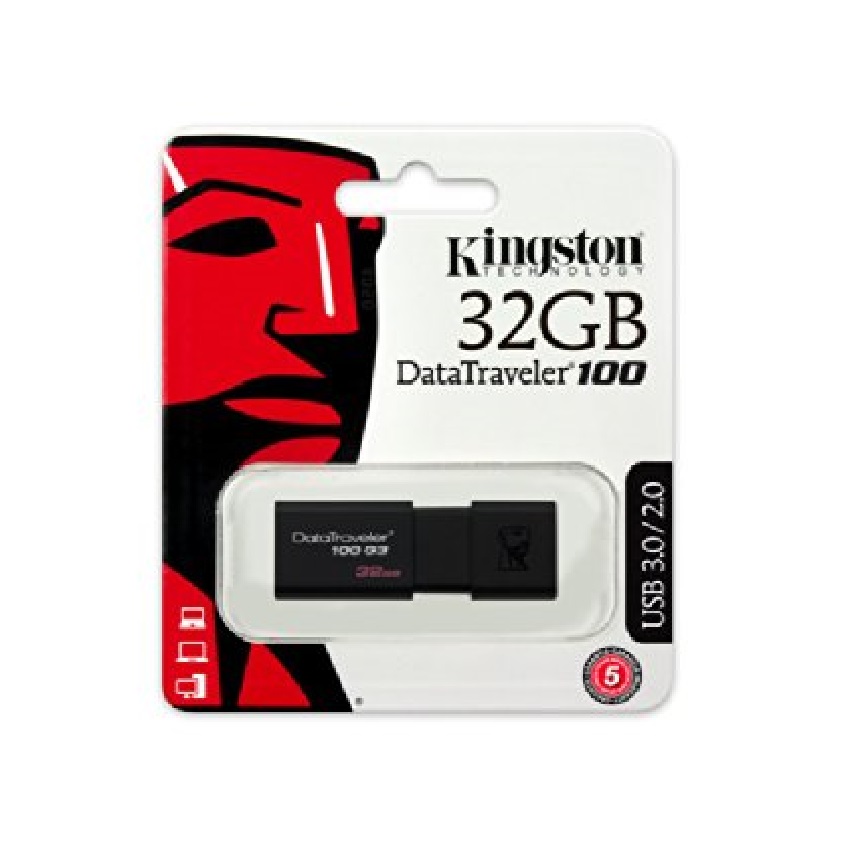 Kingston®
TECHNOLOGY
32GB
DataTraveler® 100
DataTraveler®
100 G3
32GB
USB 3.0/2.0
5